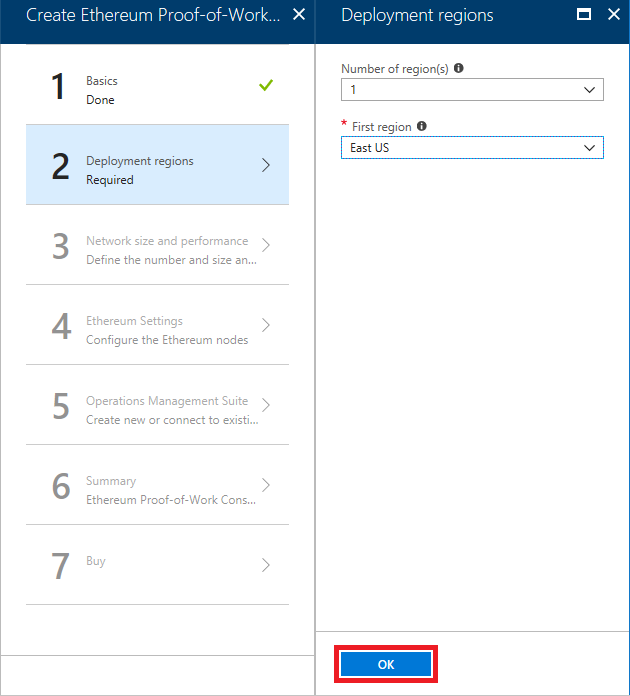 Create Ethereum Proof-of-Work...
1
Basics
Done
2
Deployment regions
Required
3
Network size and performance
Define the number and size an...
4
Ethereum Settings
Configure the Ethereum nodes
5
Operations Management Suite
Create new or connect to existi...
6
Summary
Ethereum Proof-of-Work Cons...
7
Buy
Deployment regions
Number of region(s)
1
* First region
East US
OK